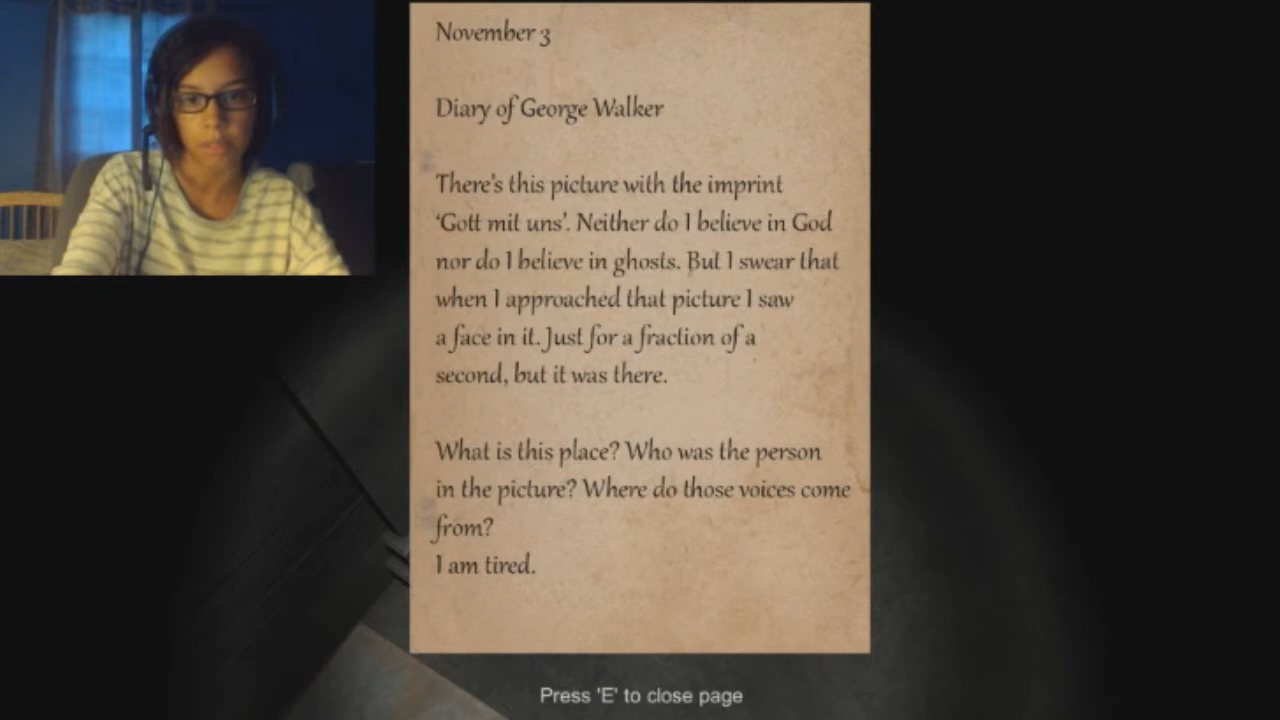 November 3
Diary of George Walker
There's this picture with the imprint
‘Gott mit uns’. Neither do I believe in God
nor do I believe in ghosts. But I swear that
when I approached that picture I saw
a face in it. Just for a fraction of a
second, but it was there.
What is this place? Who was the person
in the picture? Where do those voices come
from?
I am tired.
Press 'E' to close page